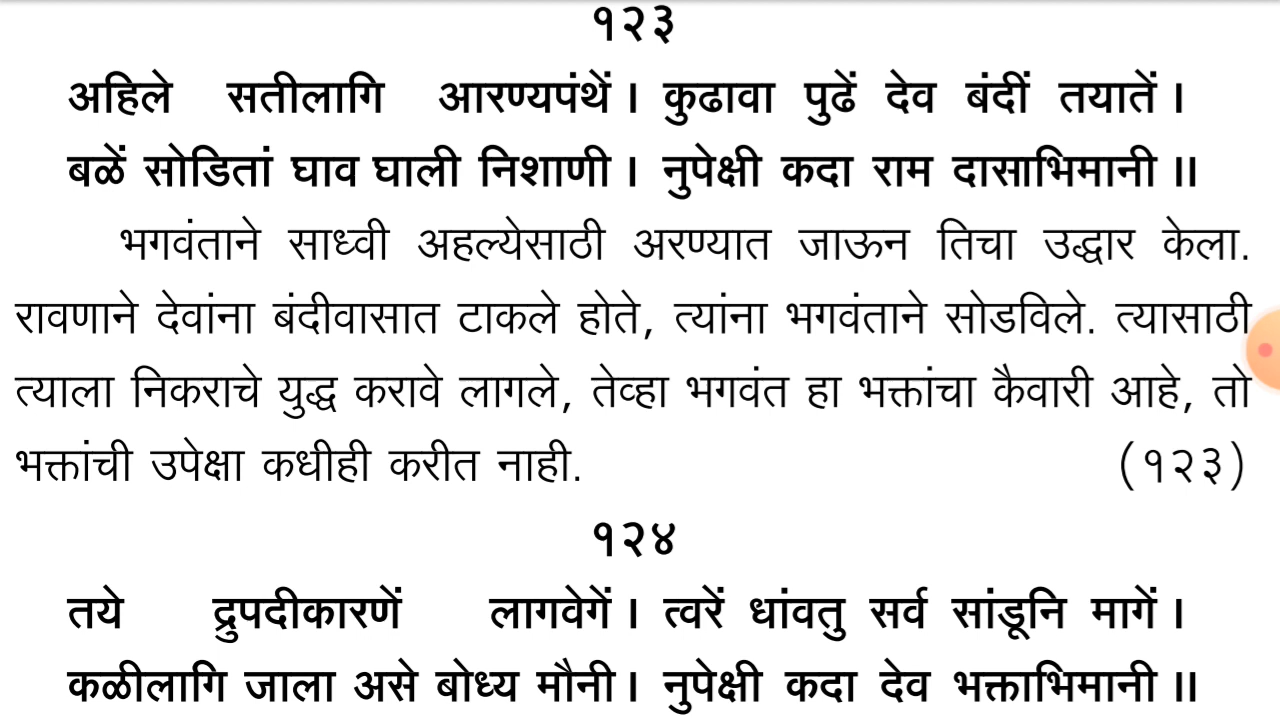 १२३
अहिले सतीलागि आरण्यपंथें । कुढावा पुढें देव बंदीं तयातें ।
बळें सोडितां घाव घाली निशाणी । नुपेक्षी कदा राम दासाभिमानी ॥
भगवंताने साध्वी अहल्येसाठी अरण्यात जाऊन तिचा उद्धार केला.
रावणाने देवांना बंदीवासात टाकले होते, त्यांना भगवंताने सोडविले. त्यासाठी
त्याला निकराचे युद्ध करावे लागले, तेव्हा भगवंत हा भक्तांचा कैवारी आहे, तो
भक्तांची उपेक्षा कधीही करीत नाही. (१२३)
१२४
तये द्रुपदीकारणें लागवेगें । त्वरें धांवतु सर्व सांडूनि मागें ।
कळीलागि जाला असे बोध्य मौनी । नुपेक्षी कदा देव भक्ताभिमानी ॥